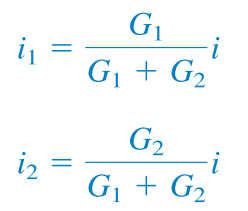 i₁ = G₁ / (G₁ + G₂) i
i₂ = G₂ / (G₁ + G₂) i